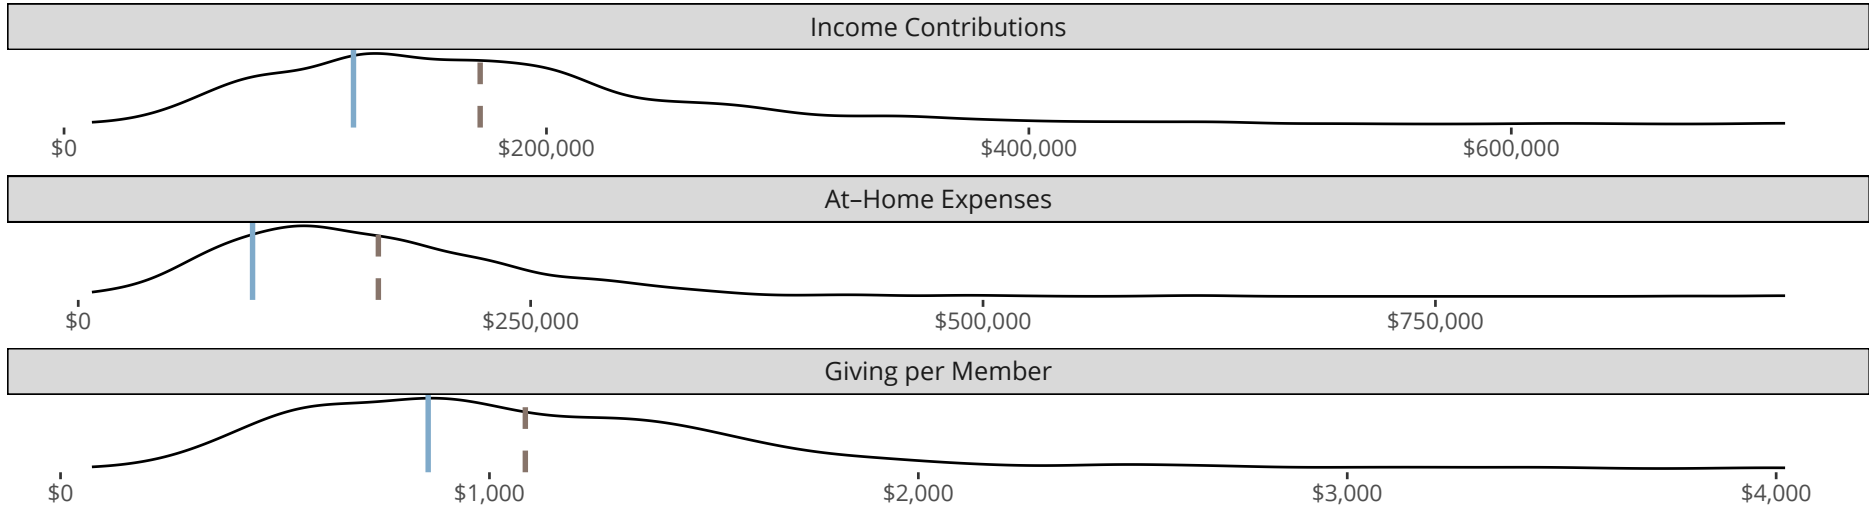 Income Contributions
$0 $200,000 $400,000 $600,000
At–Home Expenses
$0 $250,000 $500,000 $750,000
Giving per Member
$0 $1,000 $2,000 $3,000 $4,000